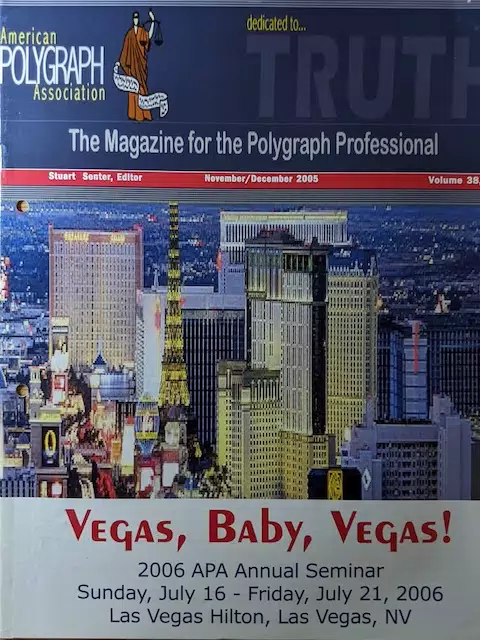 American
POLYGRAPH
Association
dedicated to...
TRUTH
The Magazine for the Polygraph Professional
Stuart Senter, Editor
November/December 2005
Volume 38,
VEGAS, BABY, VEGAS!
2006 APA Annual Seminar
Sunday, July 16 - Friday, July 21, 2006
Las Vegas Hilton, Las Vegas, NV